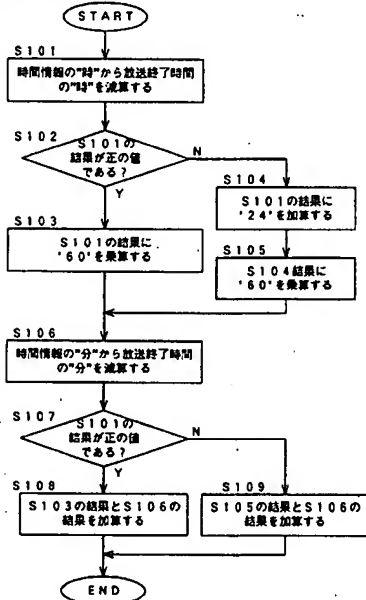 START
S101
時間情報の"時"から放送終了時間
の"時"を減算する
S102
S101の
結果が正の値
である?
N
Y
S104
S101の結果に
'24'を加算する
S103
S101の結果に
'60'を乗算する
S105
S104結果に
'60'を乗算する
S106
時間情報の"分"から放送終了時間
の"分"を減算する
S107
S101の
結果が正の値
である?
N
Y
S108
S103の結果とS106の
結果を加算する
S109
S105の結果とS106の
結果を加算する
END